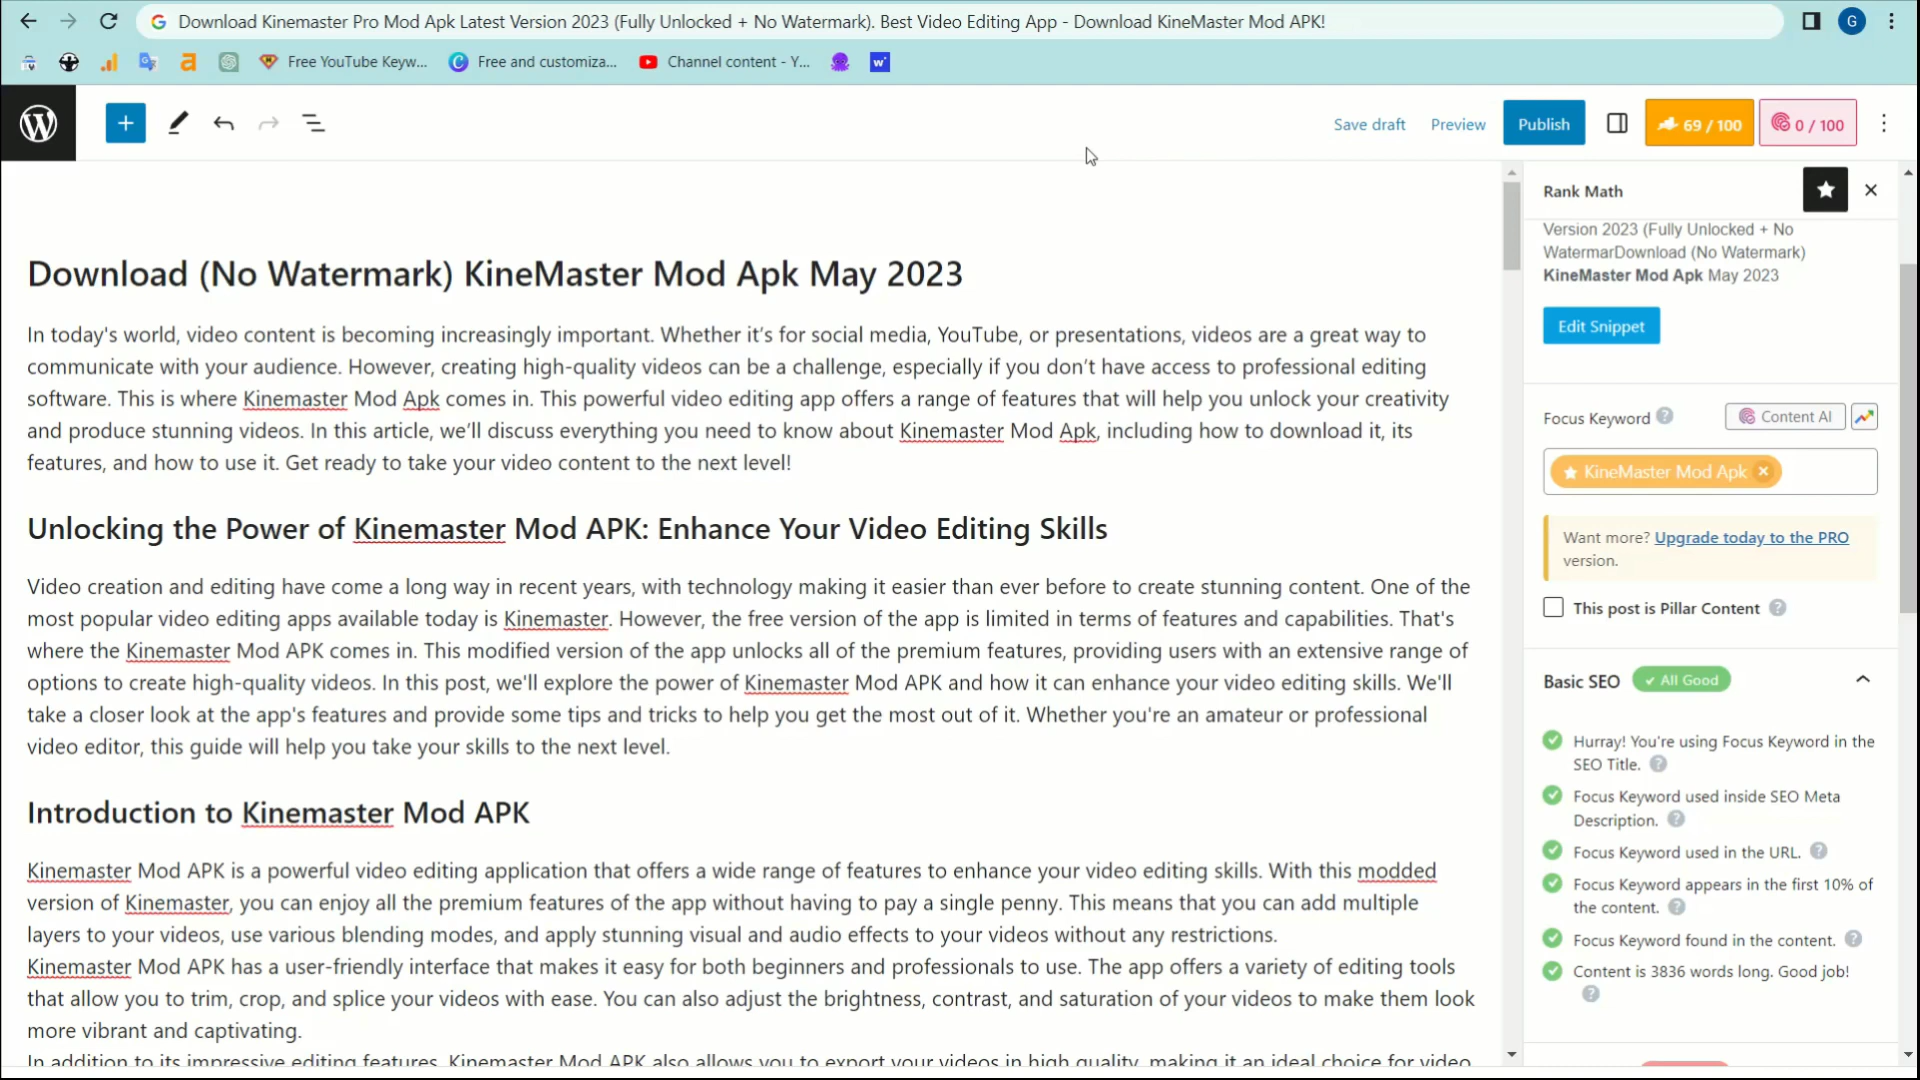 Download Kinemaster Pro Mod Apk Latest Version 2023 (Fully Unlocked + No Watermark). Best Video Editing App - Download KineMaster Mod APK!
G
Free YouTube Keyw...
Free and customiza...
Channel content - Y...
Save draft
Preview
Publish
69 / 100
0 / 100
Download (No Watermark) KineMaster Mod Apk May 2023
In today's world, video content is becoming increasingly important. Whether it’s for social media, YouTube, or presentations, videos are a great way to
communicate with your audience. However, creating high-quality videos can be a challenge, especially if you don’t have access to professional editing
software. This is where Kinemaster Mod Apk comes in. This powerful video editing app offers a range of features that will help you unlock your creativity
and produce stunning videos. In this article, we’ll discuss everything you need to know about Kinemaster Mod Apk, including how to download it, its
features, and how to use it. Get ready to take your video content to the next level!
Unlocking the Power of Kinemaster Mod APK: Enhance Your Video Editing Skills
Video creation and editing have come a long way in recent years, with technology making it easier than ever before to create stunning content. One of the
most popular video editing apps available today is Kinemaster. However, the free version of the app is limited in terms of features and capabilities. That's
where the Kinemaster Mod APK comes in. This modified version of the app unlocks all of the premium features, providing users with an extensive range of
options to create high-quality videos. In this post, we'll explore the power of Kinemaster Mod APK and how it can enhance your video editing skills. We'll
take a closer look at the app's features and provide some tips and tricks to help you get the most out of it. Whether you're an amateur or professional
video editor, this guide will help you take your skills to the next level.
Introduction to Kinemaster Mod APK
Kinemaster Mod APK is a powerful video editing application that offers a wide range of features to enhance your video editing skills. With this modded
version of Kinemaster, you can enjoy all the premium features of the app without having to pay a single penny. This means that you can add multiple
layers to your videos, use various blending modes, and apply stunning visual and audio effects to your videos without any restrictions.
Kinemaster Mod APK has a user-friendly interface that makes it easy for both beginners and professionals to use. The app offers a variety of editing tools
that allow you to trim, crop, and splice your videos with ease. You can also adjust the brightness, contrast, and saturation of your videos to make them look
more vibrant and captivating.
In addition to its impressive editing features, Kinemaster Mod APK also allows you to export your videos in high quality, making it an ideal choice for video
Rank Math
Version 2023 (Fully Unlocked + No
WatermarDownload (No Watermark)
KineMaster Mod Apk May 2023
Edit Snippet
Focus Keyword
Content AI
KineMaster Mod Apk
Want more? Upgrade today to the PRO
version.
This post is Pillar Content
Basic SEO
All Good
Hurray! You're using Focus Keyword in the
SEO Title.
Focus Keyword used inside SEO Meta
Description.
Focus Keyword used in the URL.
Focus Keyword appears in the first 10% of
the content.
Focus Keyword found in the content.
Content is 3836 words long. Good job!